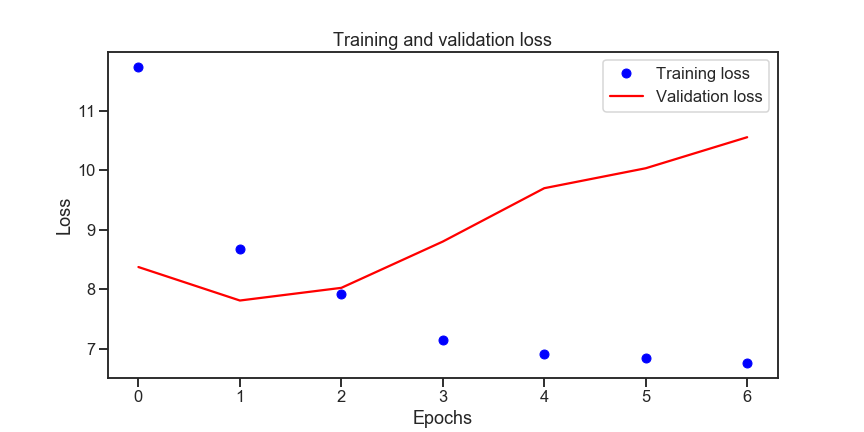 Training and validation loss
Training loss
Validation loss
11
10
9
8
7
Loss
0 1 2 3 4 5 6
Epochs